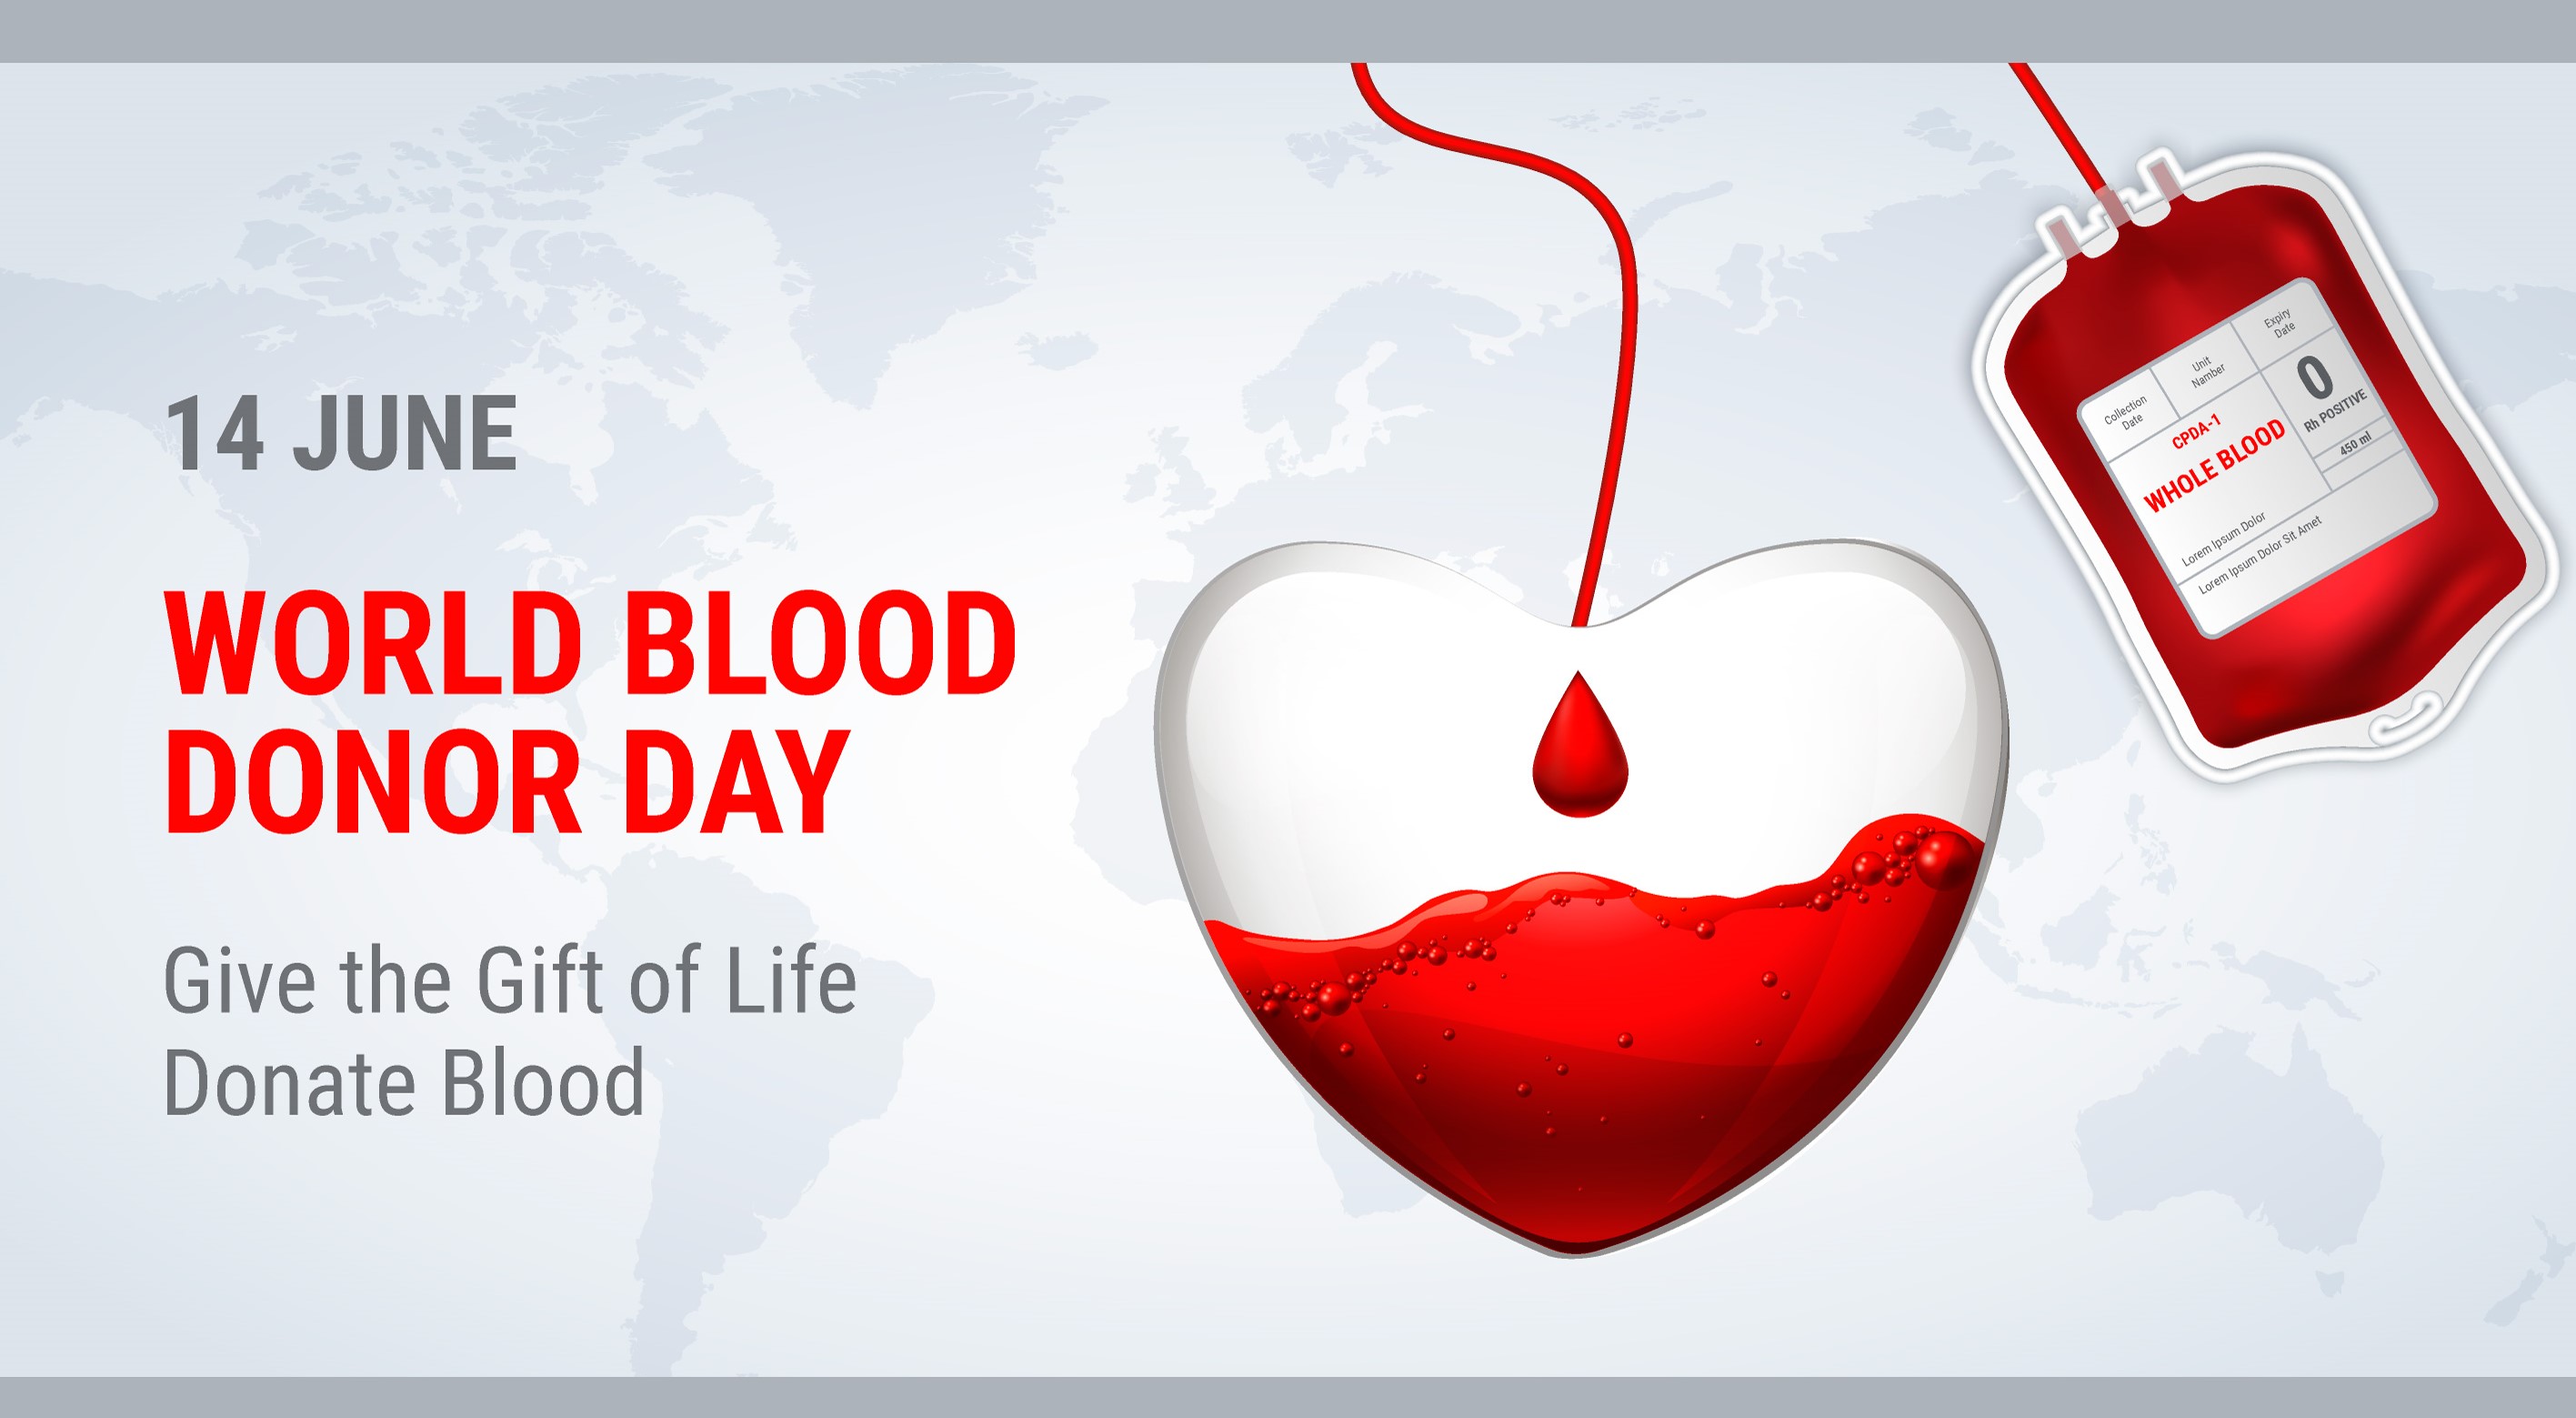 14 JUNE
WORLD BLOOD
DONOR DAY
Give the Gift of Life
Donate Blood
Collection
Date
Unit
Namber
Expiry
Date
CPDA-1
WHOLE BLOOD
0
Rh POSITIVE
450 ml
Lorem Ipsum Dolor
Lorem Ipsum Dolor Sit Amet